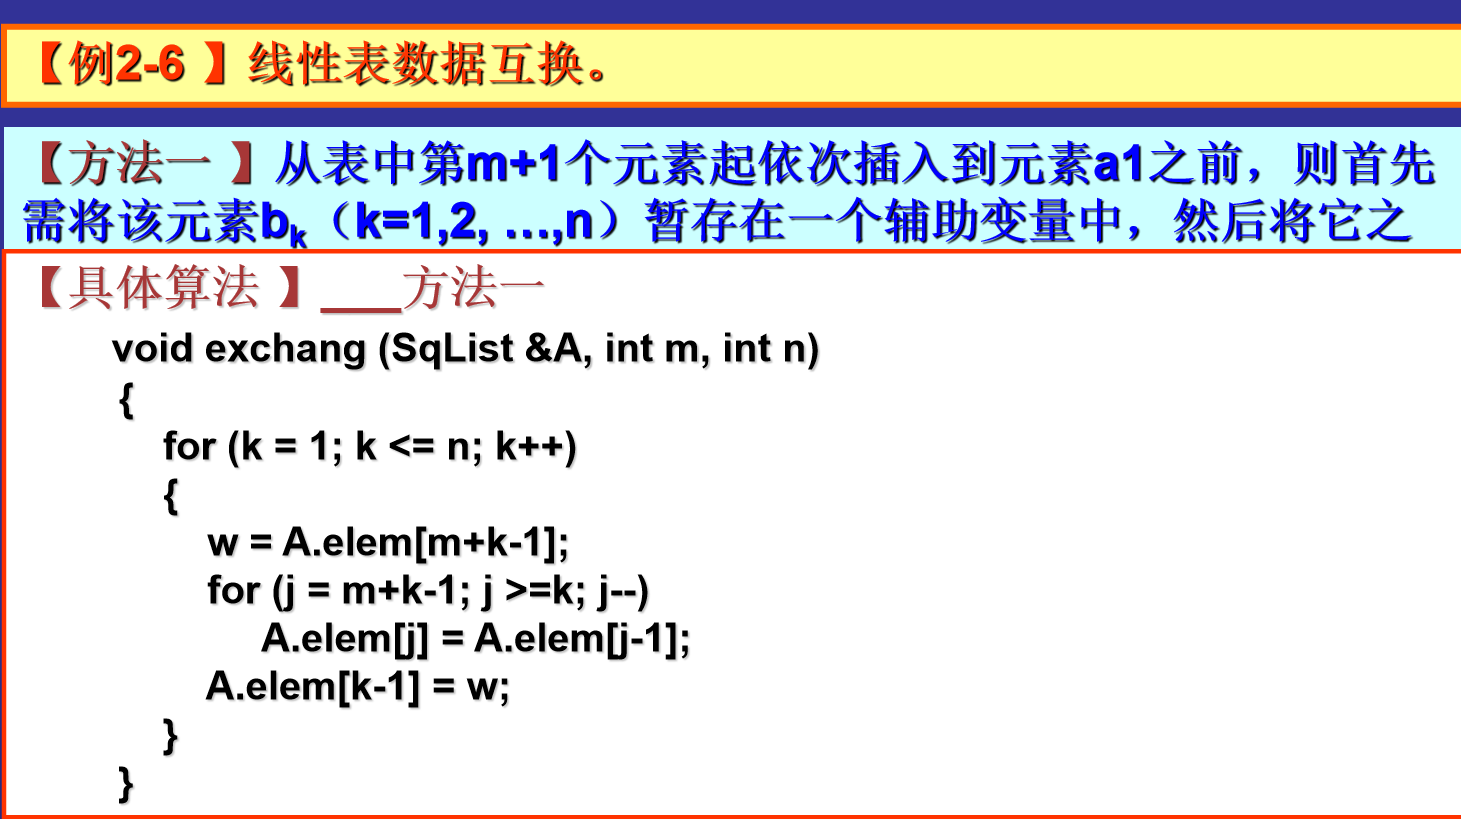 【例2-6 】线性表数据互换。
【方法一 】从表中第m+1个元素起依次插入到元素a1之前，则首先
需将该元素bk（k=1,2, …,n）暂存在一个辅助变量中，然后将它之
【具体算法 】___方法一
void exchang (SqList &A, int m, int n)
{
for (k = 1; k <= n; k++)
{
w = A.elem[m+k-1];
for (j = m+k-1; j >=k; j--)
A.elem[j] = A.elem[j-1];
A.elem[k-1] = w;
}
}